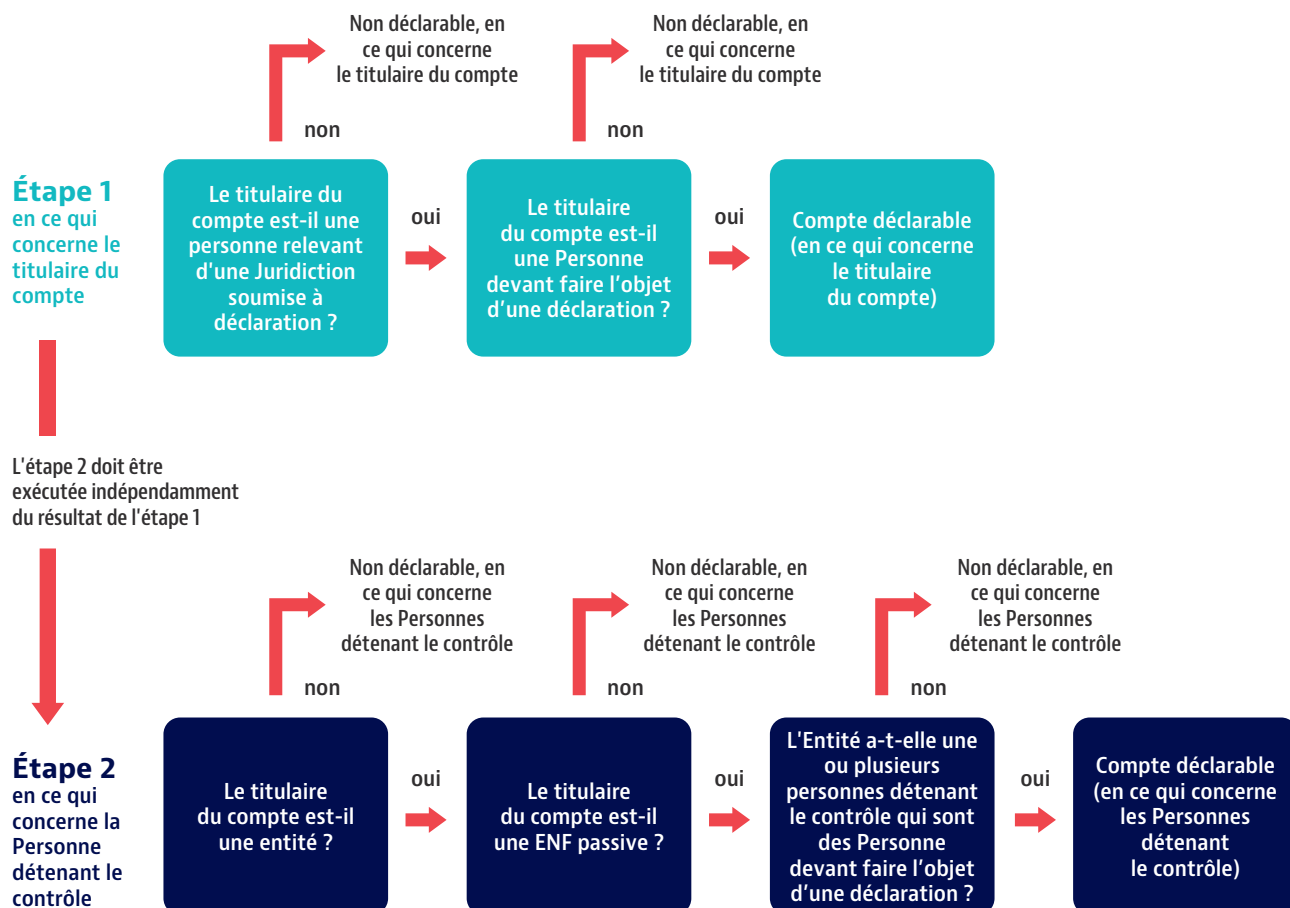 Non déclarable, en
ce qui concerne
le titulaire du compte
Non déclarable, en
ce qui concerne
le titulaire du compte
non
non
Étape 1
en ce qui
concerne le
titulaire du
compte
Le titulaire du
compte est-il une
personne relevant
d'une Juridiction
soumise à
déclaration ?
oui
Le titulaire
du compte est-il
une Personne
devant faire l'objet
d'une déclaration ?
oui
Compte déclarable
(en ce qui concerne
le titulaire
du compte)
L'étape 2 doit être
exécutée indépendamment
du résultat de l'étape 1
Non déclarable, en
ce qui concerne
les Personnes
détenant le contrôle
Non déclarable, en
ce qui concerne
les Personnes
détenant le contrôle
Non déclarable, en
ce qui concerne
les Personnes
détenant le contrôle
non
non
non
Étape 2
en ce qui
concerne la
Personne
détenant le
contrôle
Le titulaire
du compte est-il
une entité ?
oui
Le titulaire
du compte est-il
une ENF passive ?
oui
L'Entité a-t-elle une
ou plusieurs
personnes détenant
le contrôle qui sont
des Personne
devant faire l'objet
d'une déclaration ?
oui
Compte déclarable
(en ce qui concerne
les Personnes
détenant
le contrôle)